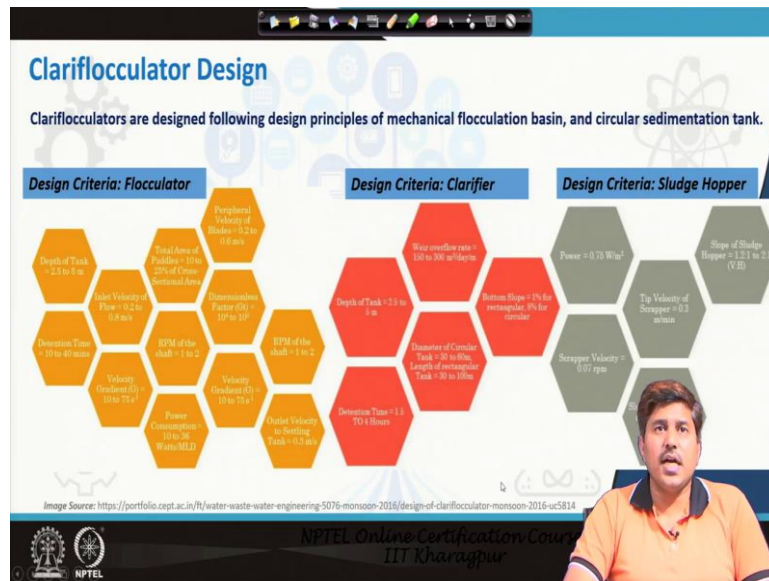 Clariflocculator Design
Clariflocculators are designed following design principles of mechanical flocculation basin, and circular sedimentation tank.
Design Criteria: Flocculator
Depth of Tank
= 2.5 to 5 m
Detention Time
= 10 to 40 mins
Inlet Velocity of
Flow = 0.2 to
0.8 m/s
Velocity
Gradient (G) =
10 to 75 s⁻¹
Total Area of
Paddles = 10 to
25% of Cross-
Sectional Area
RPM of the
shaft = 1 to 2
Power
Consumption =
10 to 36
Watts/MLD
Peripheral
Velocity of
Blades = 0.2 to
0.6 m/s
Dimensionless
Factor (Gt) =
10⁴ to 10⁵
Velocity
Gradient (G) =
10 to 75 s⁻¹
RPM of the
shaft = 1 to 2
Outlet Velocity
to Settling
Tank = 0.3 m/s
Design Criteria: Clarifier
Depth of Tank = 2.5 to
5 m
Detention Time = 1.5
TO 4 Hours
Weir overflow rate =
150 to 300 m³/day/m
Diameter of Circular
Tank = 30 to 60m,
Length of rectangular
Tank = 30 to 100m
Bottom Slope = 1% for
rectangular, 8% for
circular
Design Criteria: Sludge Hopper
Power = 0.75 W/m²
Scrapper Velocity =
0.07 rpm
Tip Velocity of
Scrapper = 0.3
m/min
Slope of Sludge
Hopper = 1.2:1 to 2:
(V:H)
Image Source: https://portfolio.cept.ac.in/ft/water-waste-water-engineering-5076-monsoon-2016/design-of-clariflocculator-monsoon-2016-uc5814
NPTEL
NPTEL Online Certification Cours
IIT Kharagpur